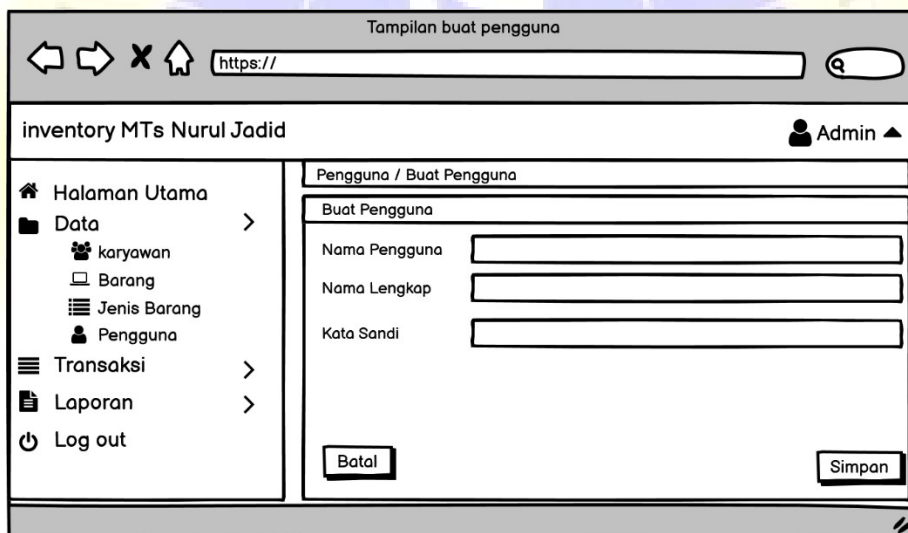 Tampilan buat pengguna
https://
inventory MTs Nurul Jadid
Admin
Halaman Utama
Data
karyawan
Barang
Jenis Barang
Pengguna
Transaksi
Laporan
Log out
Pengguna / Buat Pengguna
Buat Pengguna
Nama Pengguna
Nama Lengkap
Kata Sandi
Batal
Simpan